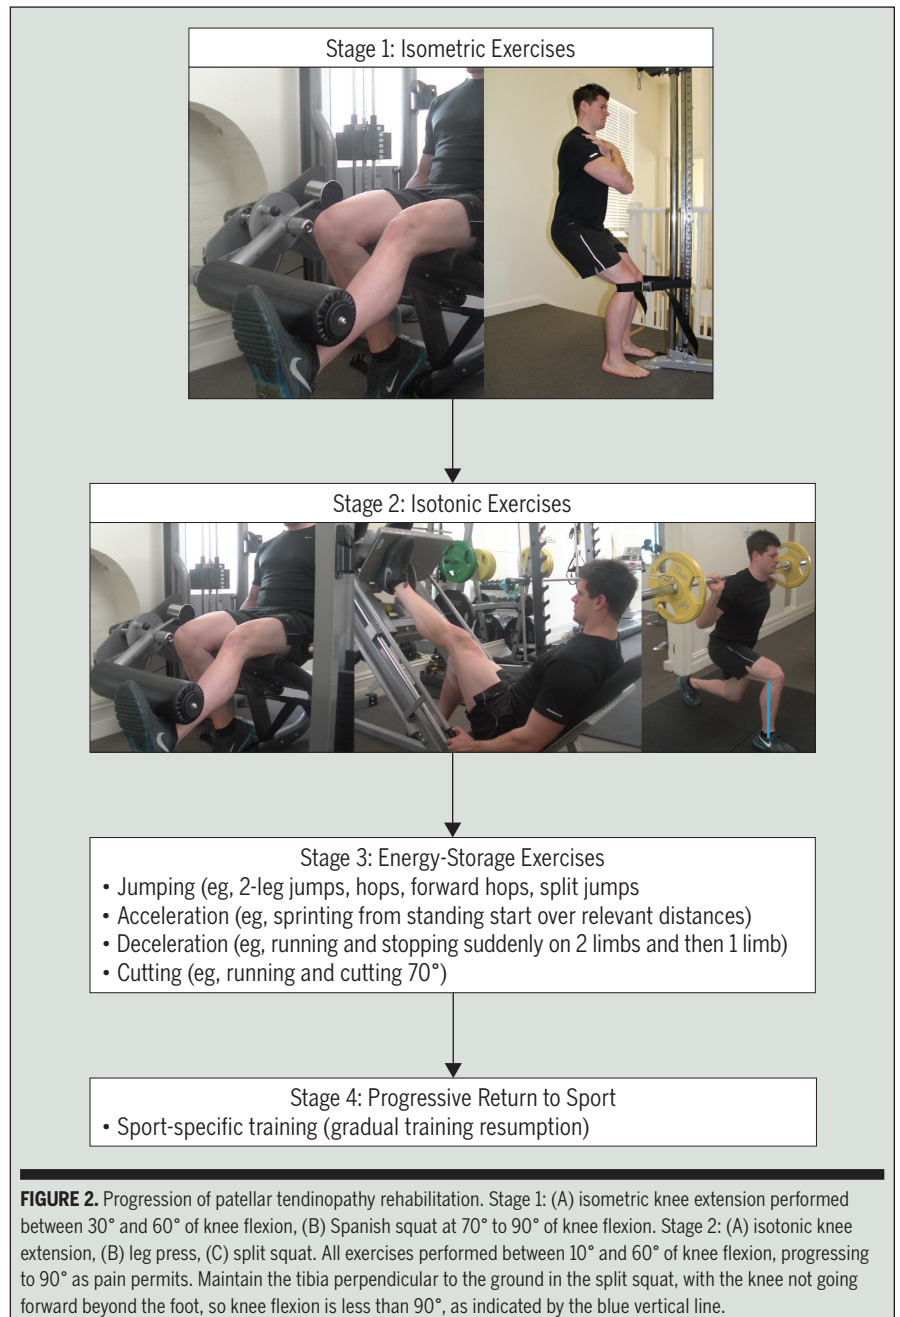 Stage 1: Isometric Exercises
Stage 2: Isotonic Exercises
Stage 3: Energy-Storage Exercises
• Jumping (eg, 2-leg jumps, hops, forward hops, split jumps
• Acceleration (eg, sprinting from standing start over relevant distances)
• Deceleration (eg, running and stopping suddenly on 2 limbs and then 1 limb)
• Cutting (eg, running and cutting 70°)
Stage 4: Progressive Return to Sport
• Sport-specific training (gradual training resumption)
FIGURE 2. Progression of patellar tendinopathy rehabilitation. Stage 1: (A) isometric knee extension performed
between 30° and 60° of knee flexion, (B) Spanish squat at 70° to 90° of knee flexion. Stage 2: (A) isotonic knee
extension, (B) leg press, (C) split squat. All exercises performed between 10° and 60° of knee flexion, progressing
to 90° as pain permits. Maintain the tibia perpendicular to the ground in the split squat, with the knee not going
forward beyond the foot, so knee flexion is less than 90°, as indicated by the blue vertical line.